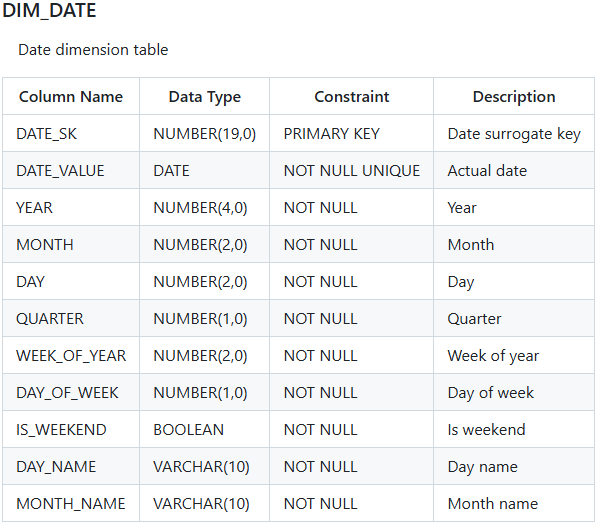 DIM_DATE
Date dimension table
Column Name Data Type Constraint Description
DATE_SK NUMBER(19,0) PRIMARY KEY Date surrogate key
DATE_VALUE DATE NOT NULL UNIQUE Actual date
YEAR NUMBER(4,0) NOT NULL Year
MONTH NUMBER(2,0) NOT NULL Month
DAY NUMBER(2,0) NOT NULL Day
QUARTER NUMBER(1,0) NOT NULL Quarter
WEEK_OF_YEAR NUMBER(2,0) NOT NULL Week of year
DAY_OF_WEEK NUMBER(1,0) NOT NULL Day of week
IS_WEEKEND BOOLEAN NOT NULL Is weekend
DAY_NAME VARCHAR(10) NOT NULL Day name
MONTH_NAME VARCHAR(10) NOT NULL Month name